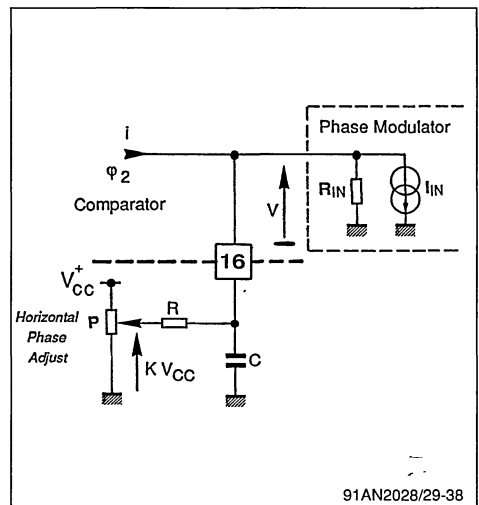 i
Phase Modulator
φ2
Comparator
V
RIN
IIN
16
V+CC
Horizontal
Phase
Adjust
P
R
K VCC
C
91AN2028/29-38